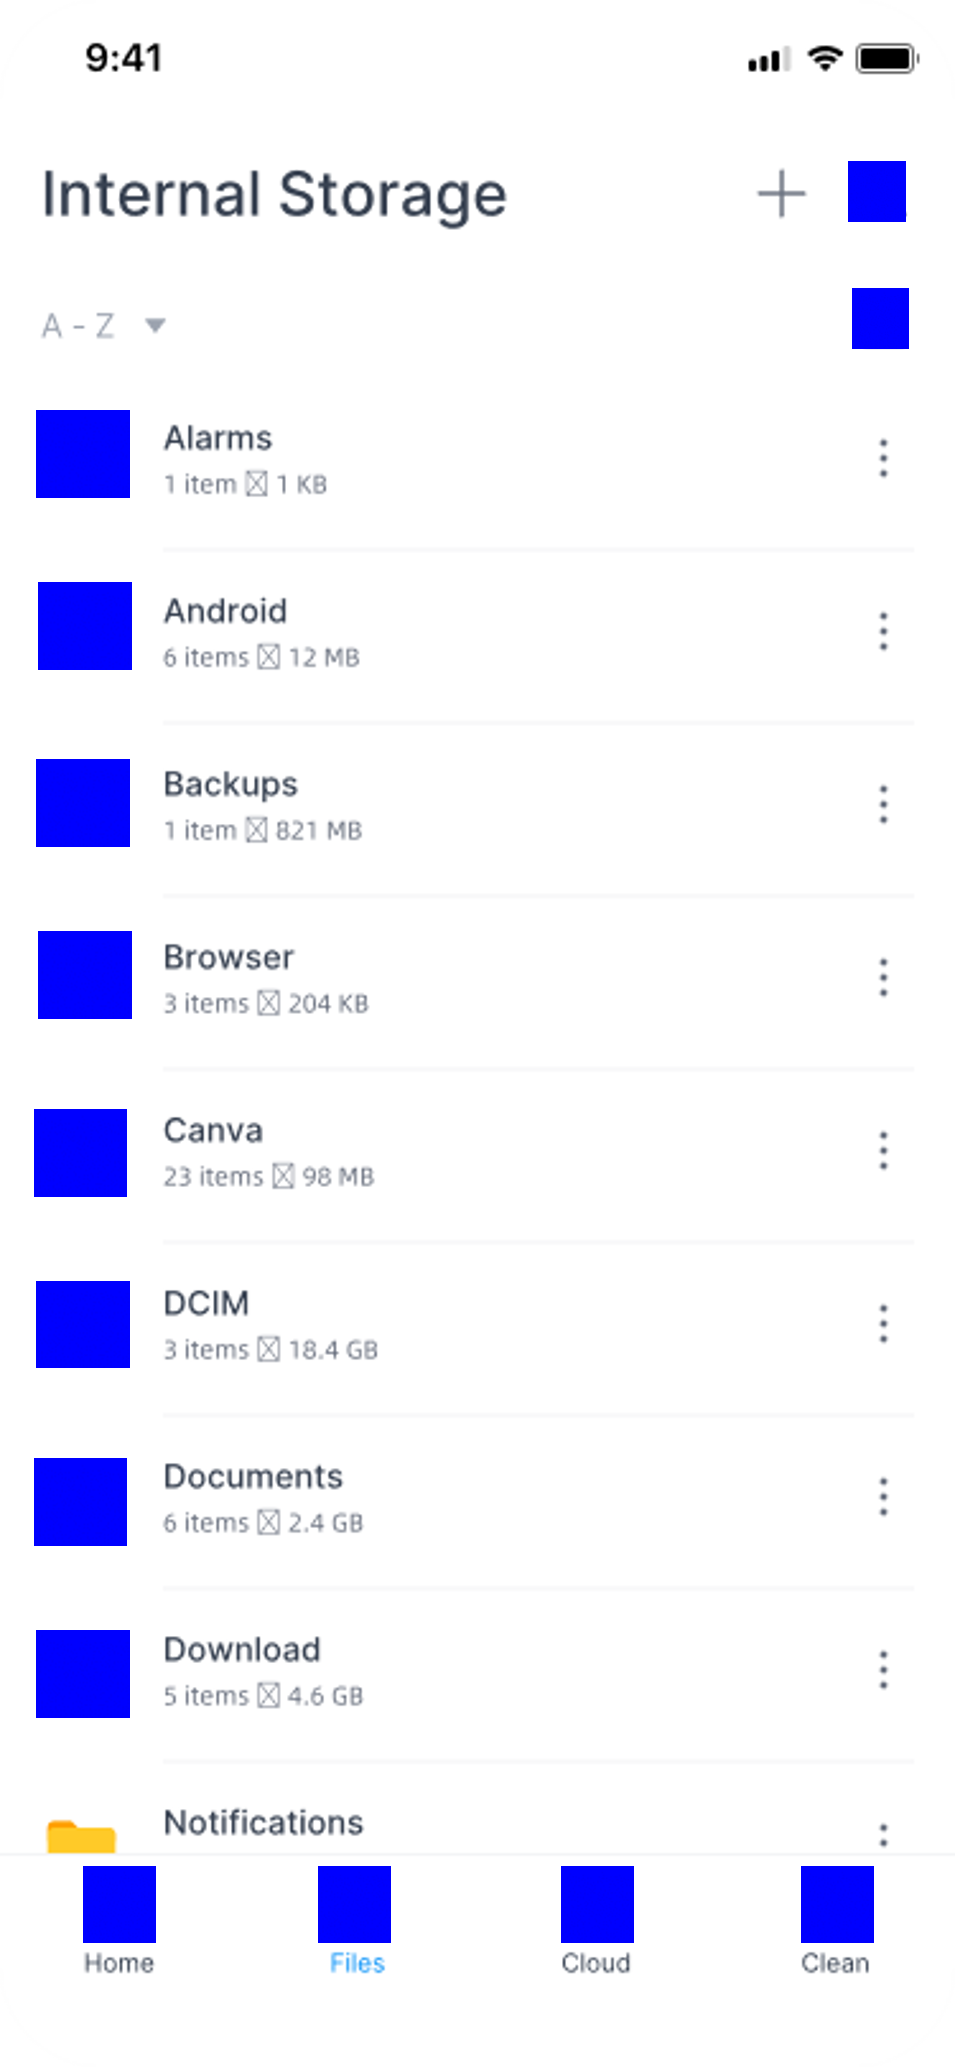 9:41
Internal Storage
A - Z
Alarms
1 item ☒ 1 KB
Android
6 items ☒ 12 MB
Backups
1 item ☒ 821 MB
Browser
3 items ☒ 204 KB
Canva
23 items ☒ 98 MB
DCIM
3 items ☒ 18.4 GB
Documents
6 items ☒ 2.4 GB
Download
5 items ☒ 4.6 GB
Notifications
Home Files Cloud Clean